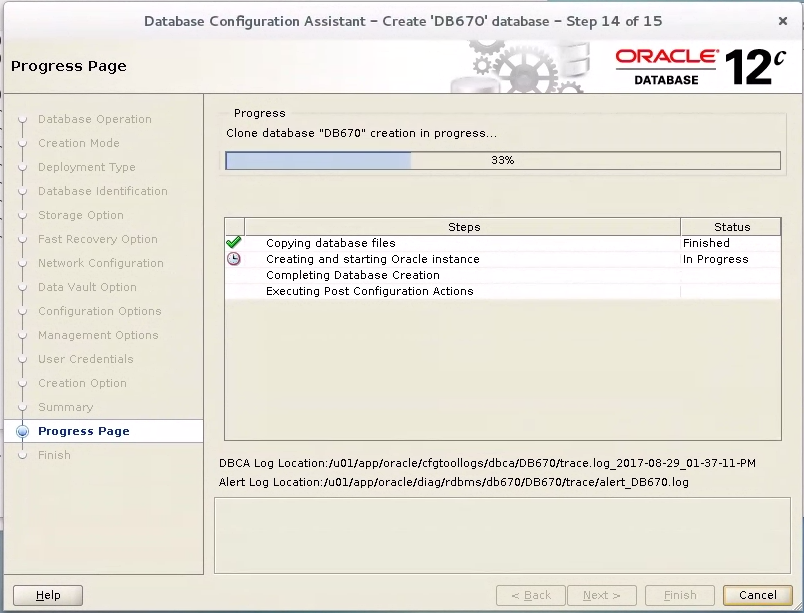 Database Configuration Assistant – Create 'DB670' database – Step 14 of 15
Progress Page
ORACLE
DATABASE
12c
Database Operation
Creation Mode
Deployment Type
Database Identification
Storage Option
Fast Recovery Option
Network Configuration
Data Vault Option
Configuration Options
Management Options
User Credentials
Creation Option
Summary
Progress Page
Finish
Progress
Clone database "DB670" creation in progress...
33%
Steps Status
Copying database files Finished
Creating and starting Oracle instance In Progress
Completing Database Creation
Executing Post Configuration Actions
DBCA Log Location:/u01/app/oracle/cfgtoollogs/dbca/DB670/trace.log_2017-08-29_01-37-11-PM
Alert Log Location:/u01/app/oracle/diag/rdbms/db670/DB670/trace/alert_DB670.log
Help < Back Next > Finish Cancel